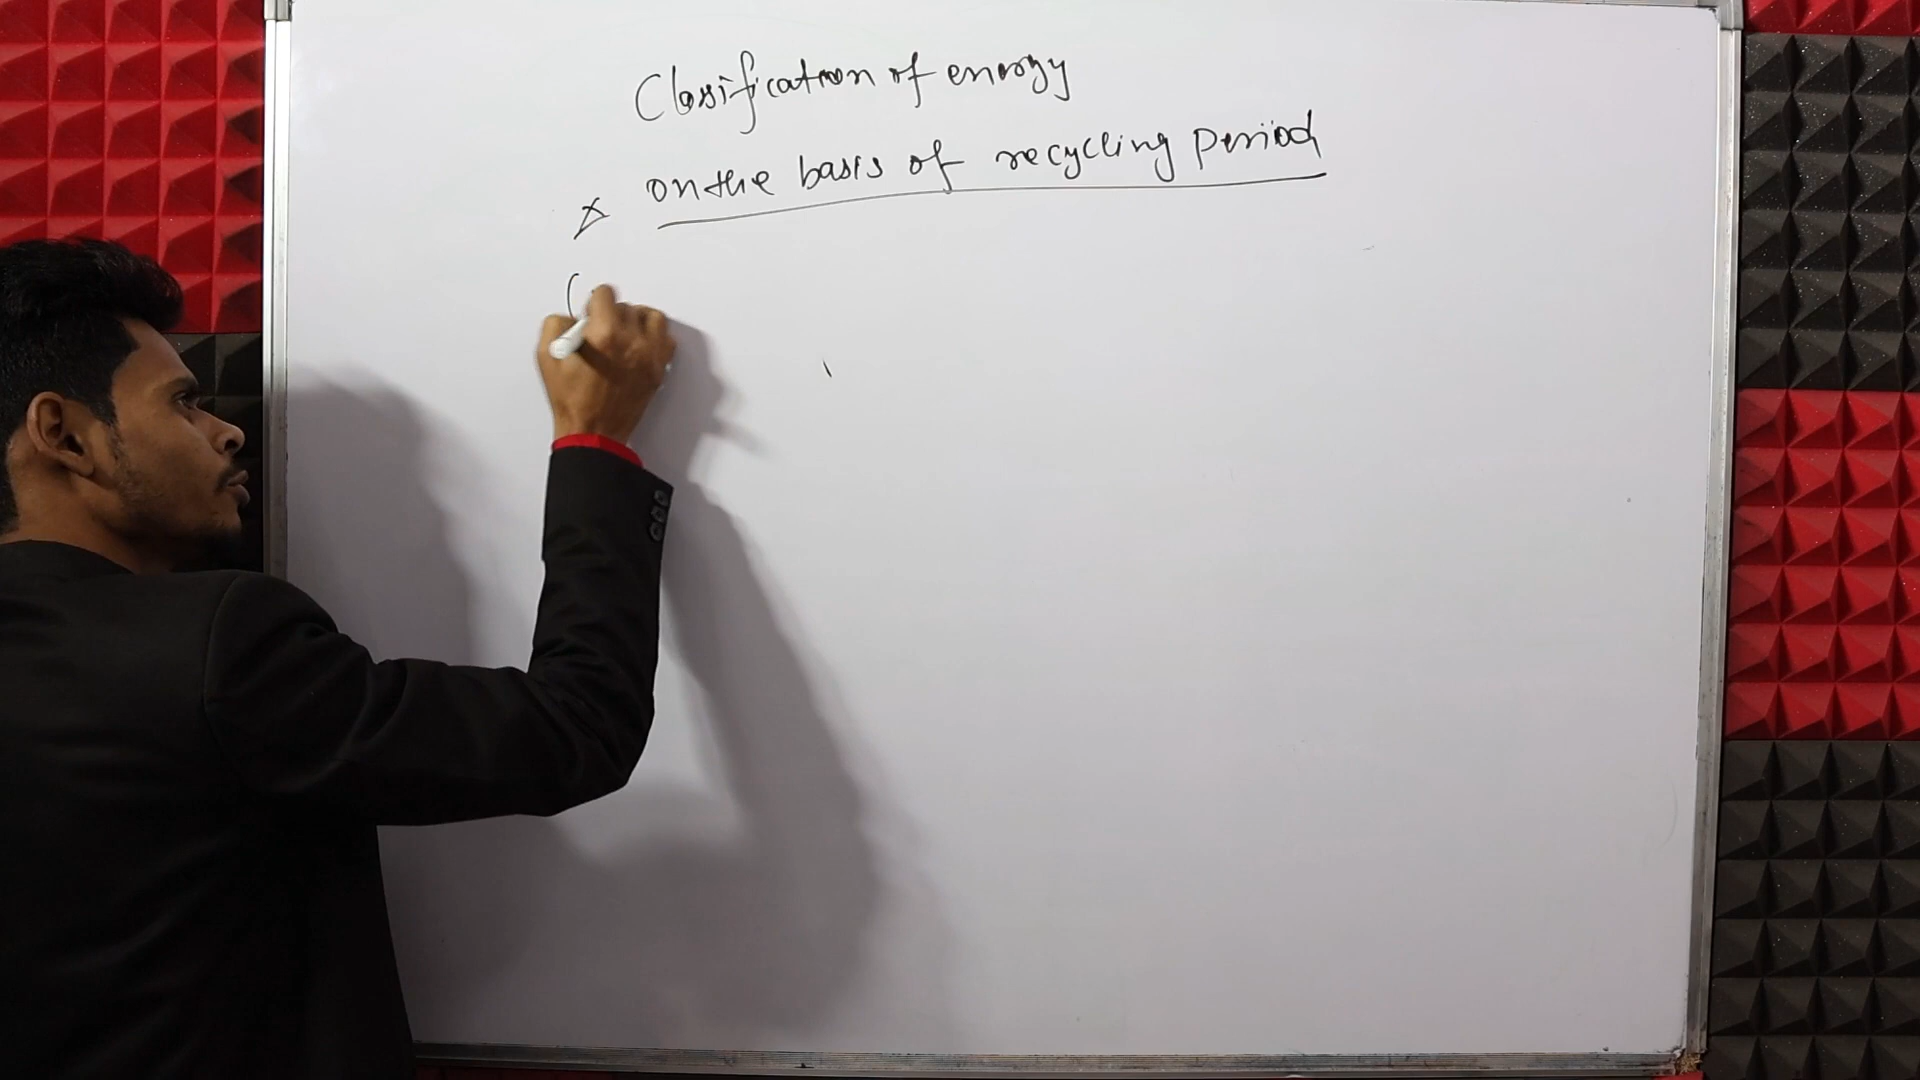 Classification of energy
on the basis of recycling period
(